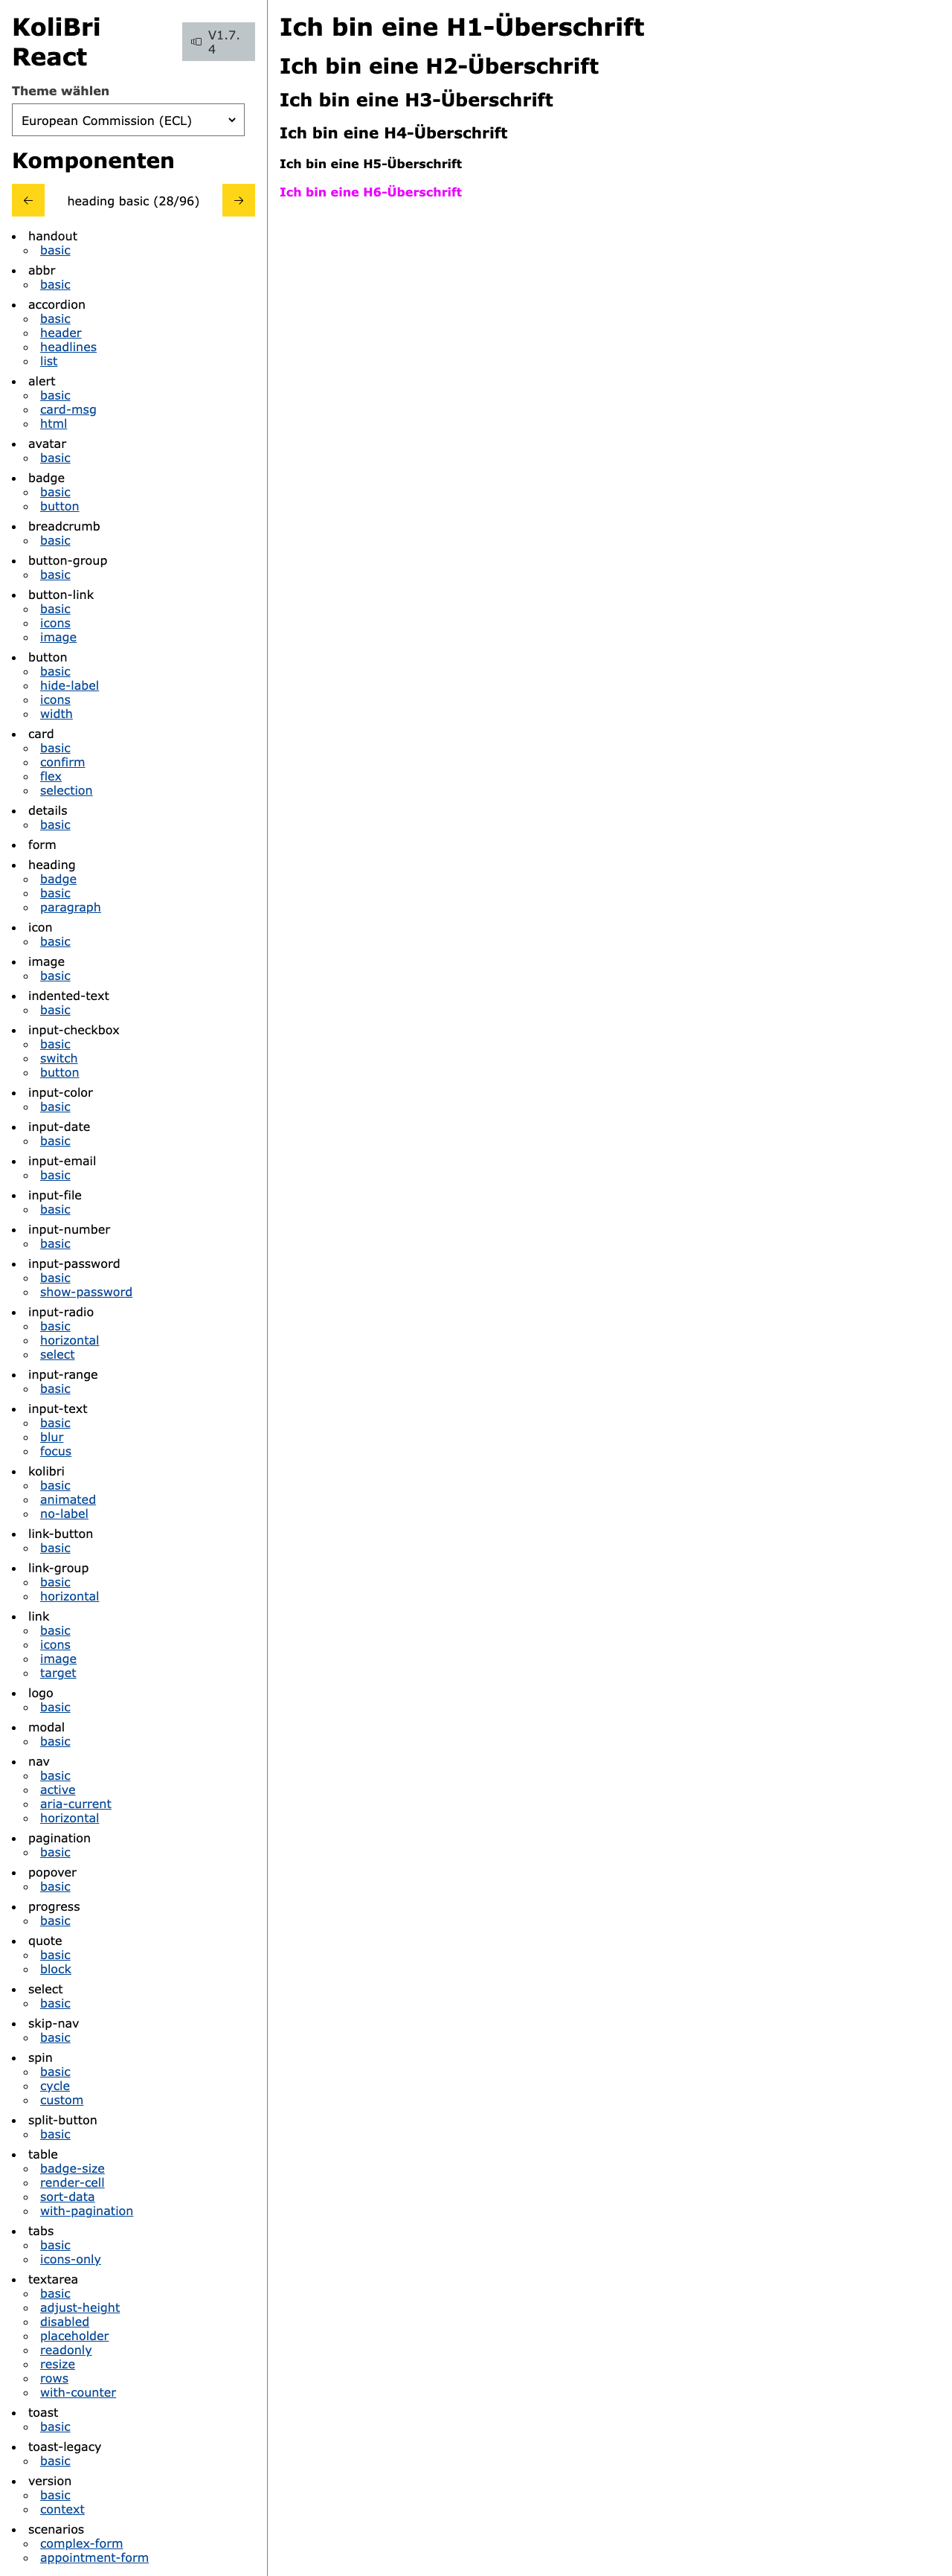 KoliBri
React
V1.7.
4
Theme wählen
European Commission (ECL)
Komponenten
← heading basic (28/96) →
handout
basic
abbr
basic
accordion
basic
header
headlines
list
alert
basic
card-msg
html
avatar
basic
badge
basic
button
breadcrumb
basic
button-group
basic
button-link
basic
icons
image
button
basic
hide-label
icons
width
card
basic
confirm
flex
selection
details
basic
form
heading
badge
basic
paragraph
icon
basic
image
basic
indented-text
basic
input-checkbox
basic
switch
button
input-color
basic
input-date
basic
input-email
basic
input-file
basic
input-number
basic
input-password
basic
show-password
input-radio
basic
horizontal
select
input-range
basic
input-text
basic
blur
focus
kolibri
basic
animated
no-label
link-button
basic
link-group
basic
horizontal
link
basic
icons
image
target
logo
basic
modal
basic
nav
basic
active
aria-current
horizontal
pagination
basic
popover
basic
progress
basic
quote
basic
block
select
basic
skip-nav
basic
spin
basic
cycle
custom
split-button
basic
table
badge-size
render-cell
sort-data
with-pagination
tabs
basic
icons-only
textarea
basic
adjust-height
disabled
placeholder
readonly
resize
rows
with-counter
toast
basic
toast-legacy
basic
version
basic
context
scenarios
complex-form
appointment-form
Ich bin eine H1-Überschrift
Ich bin eine H2-Überschrift
Ich bin eine H3-Überschrift
Ich bin eine H4-Überschrift
Ich bin eine H5-Überschrift
Ich bin eine H6-Überschrift